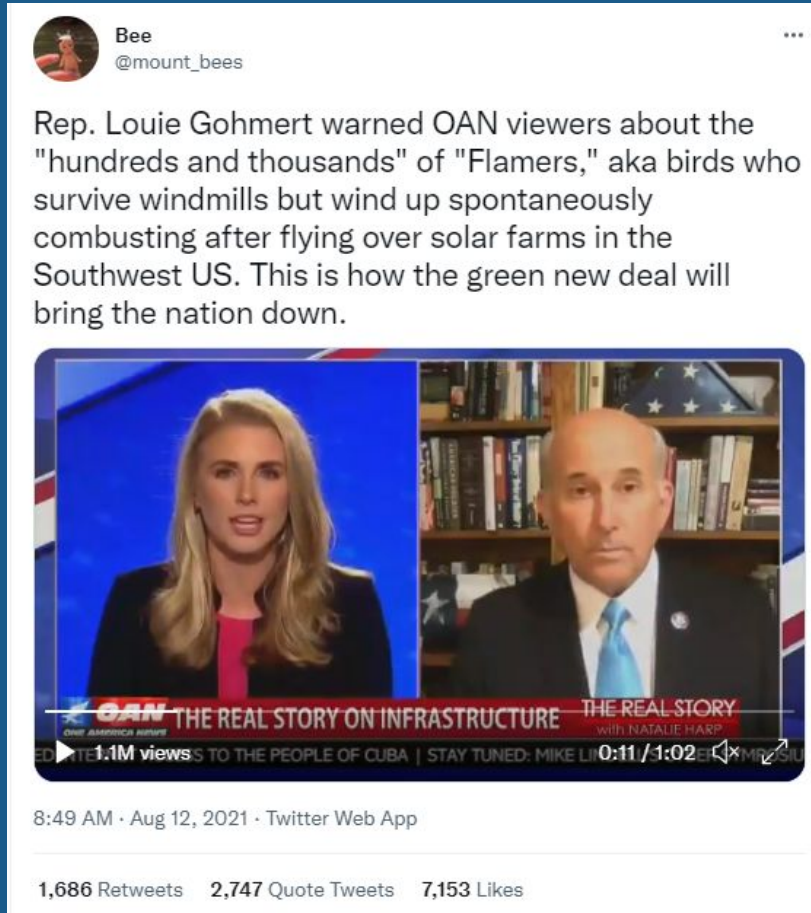 Bee
@mount_bees
Rep. Louie Gohmert warned OAN viewers about the
"hundreds and thousands" of "Flamers," aka birds who
survive windmills but wind up spontaneously
combusting after flying over solar farms in the
Southwest US. This is how the green new deal will
bring the nation down.
OAN THE REAL STORY ON INFRASTRUCTURE
ONE AMERICA NEWS
THE REAL STORY
with NATALIE HARP
1.1M views
TO THE PEOPLE OF CUBA | STAY TUNED: MIKE
0:11 / 1:02
8:49 AM · Aug 12, 2021 · Twitter Web App
1,686 Retweets 2,747 Quote Tweets 7,153 Likes